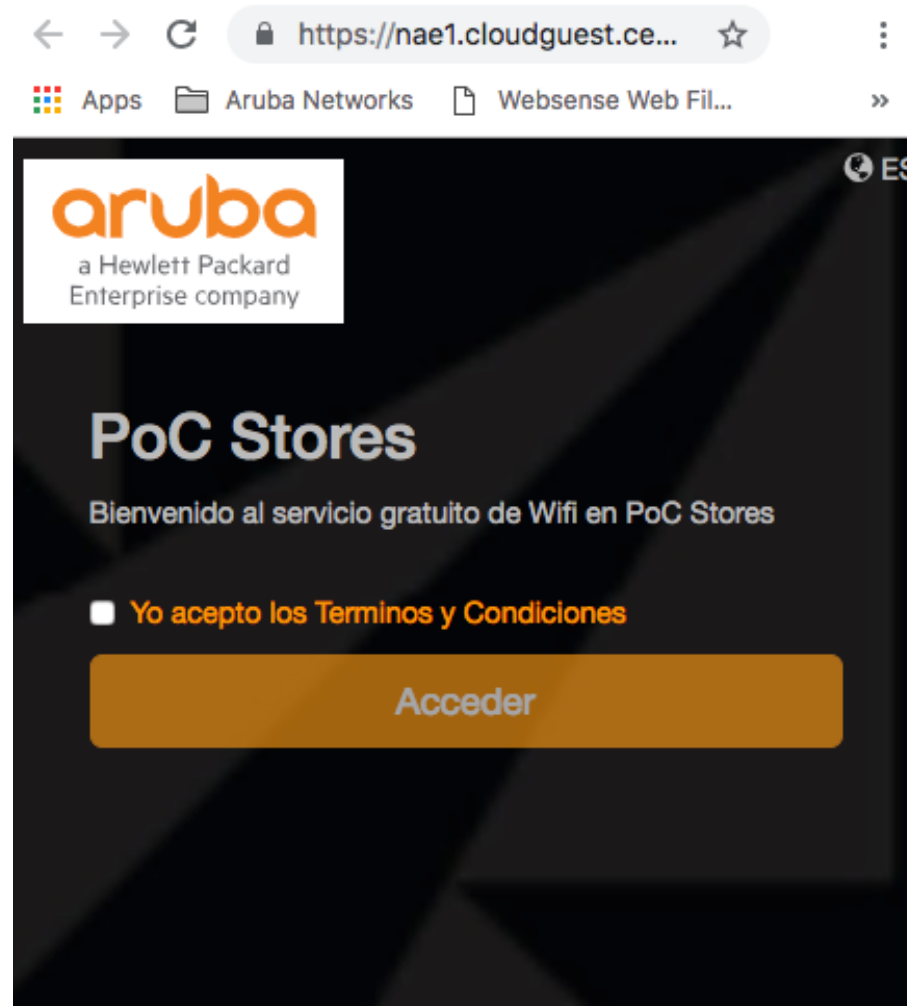 https://nae1.cloudguest.ce...
Apps Aruba Networks Websense Web Fil... »
ES
aruba
a Hewlett Packard
Enterprise company
PoC Stores
Bienvenido al servicio gratuito de Wifi en PoC Stores
Yo acepto los Terminos y Condiciones
Acceder